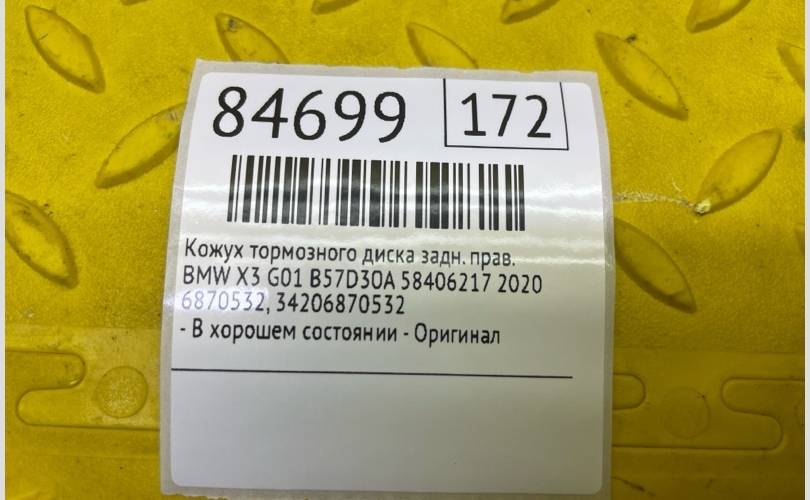 84699 172
Кожух тормозного диска задн. прав.
BMW X3 G01 B57D30A 58406217 2020
6870532, 34206870532
- В хорошем состоянии - Оригинал